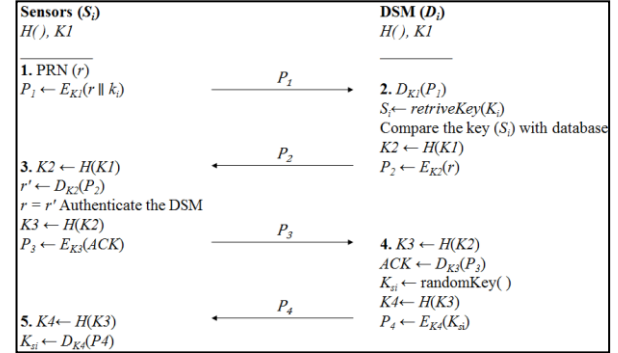 Sensors (Sᵢ) DSM (Dᵢ)
H(), K1 H(), K1
1. PRN (r)
P₁ ← E_K1(r || kᵢ) P₁ 2. D_K1(P₁)
Sᵢ← retriveKey(Kᵢ)
Compare the key (Sᵢ) with database
K2 ← H(K1)
P₂
3. K2 ← H(K1) P₂ ← E_K2(r)
r' ← D_K2(P₂)
r = r' Authenticate the DSM
K3 ← H(K2)
P₃ ← E_K3(ACK) P₃ 4. K3 ← H(K2)
ACK ← D_K3(P₃)
K_si ← randomKey( )
K4← H(K3)
P₄
5. K4← H(K3) P₄ ← E_K4(K_si)
K_si ← D_K4(P4)